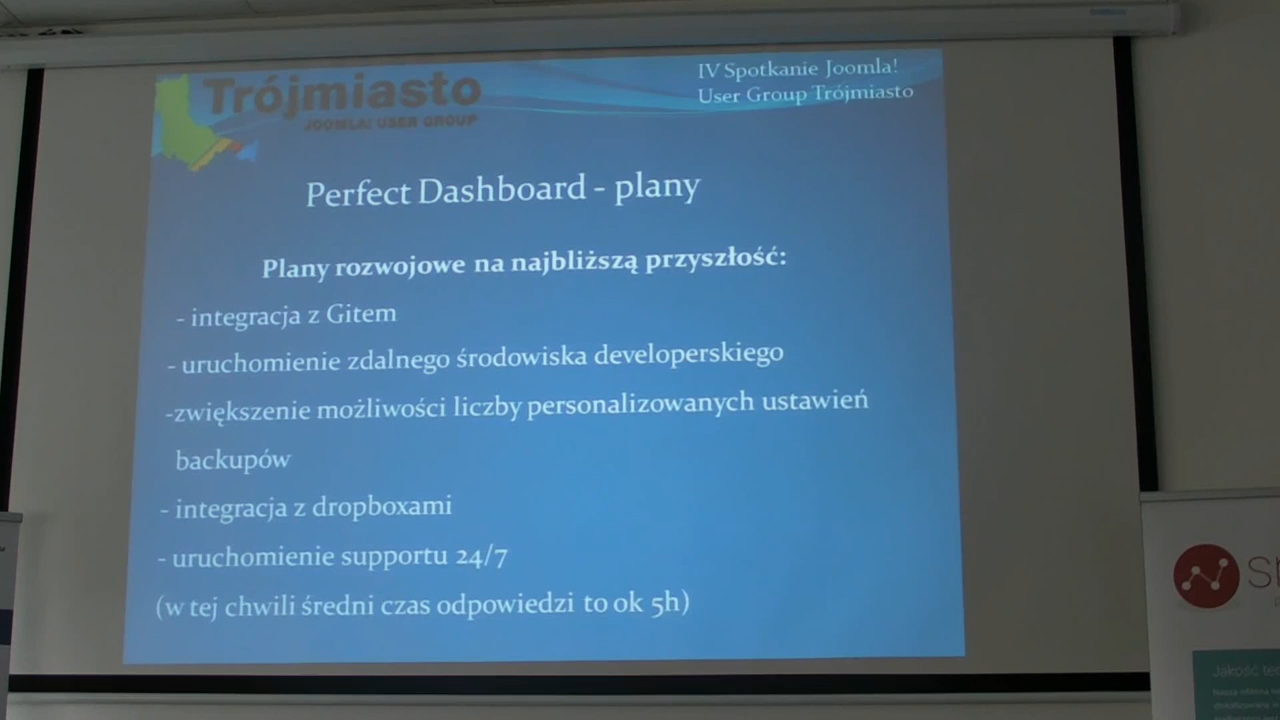 Trójmiasto
JOOMLA! USER GROUP
IV Spotkanie Joomla!
User Group Trójmiasto
Perfect Dashboard - plany
Plany rozwojowe na najbliższą przyszłość:
- integracja z Gitem
- uruchomienie zdalnego środowiska developerskiego
-zwiększenie możliwości liczby personalizowanych ustawień
backupów
- integracja z dropboxami
- uruchomienie supportu 24/7
(w tej chwili średni czas odpowiedzi to ok 5h)
Jakość